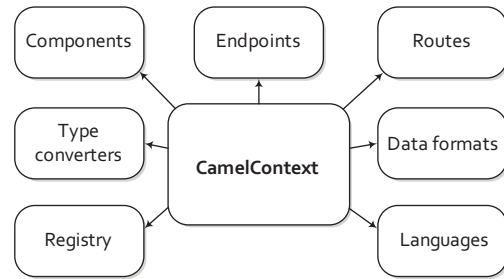 Components
Endpoints
Routes
Type
converters
CamelContext
Data formats
Registry
Languages